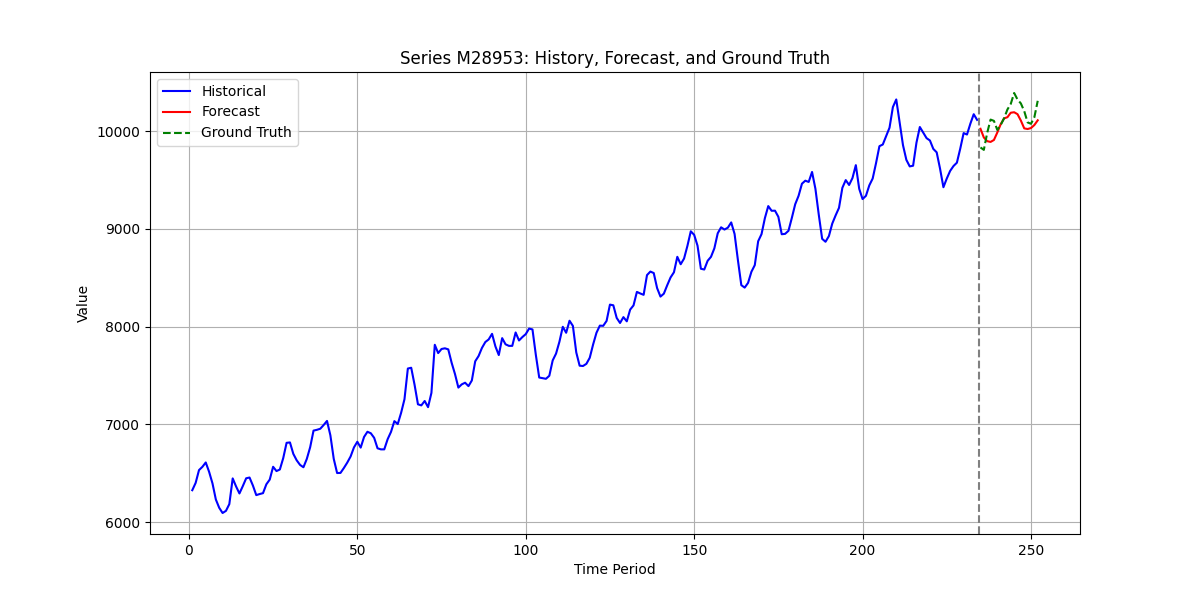 Series M28953: History, Forecast, and Ground Truth
Historical
Forecast
Ground Truth
10000
9000
8000
7000
6000
Value
0 50 100 150 200 250
Time Period